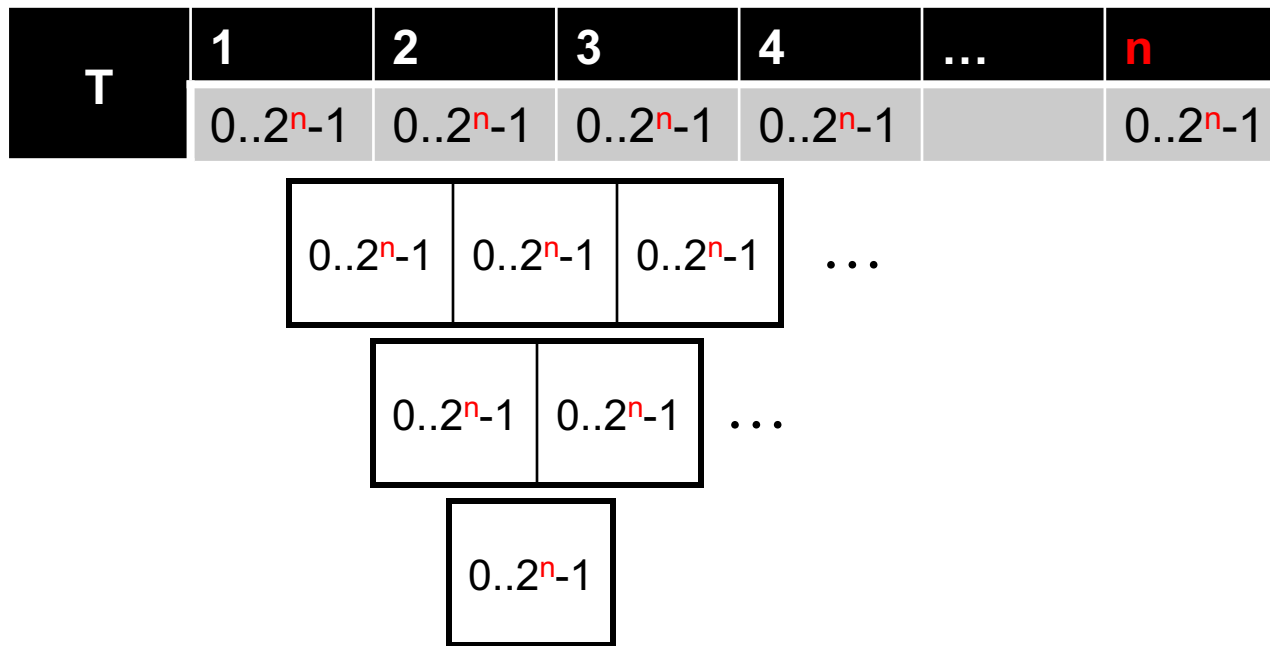 T 1 2 3 4 ... n
0..2ⁿ-1 0..2ⁿ-1 0..2ⁿ-1 0..2ⁿ-1 0..2ⁿ-1
0..2ⁿ-1 0..2ⁿ-1 0..2ⁿ-1 ...
0..2ⁿ-1 0..2ⁿ-1 ...
0..2ⁿ-1